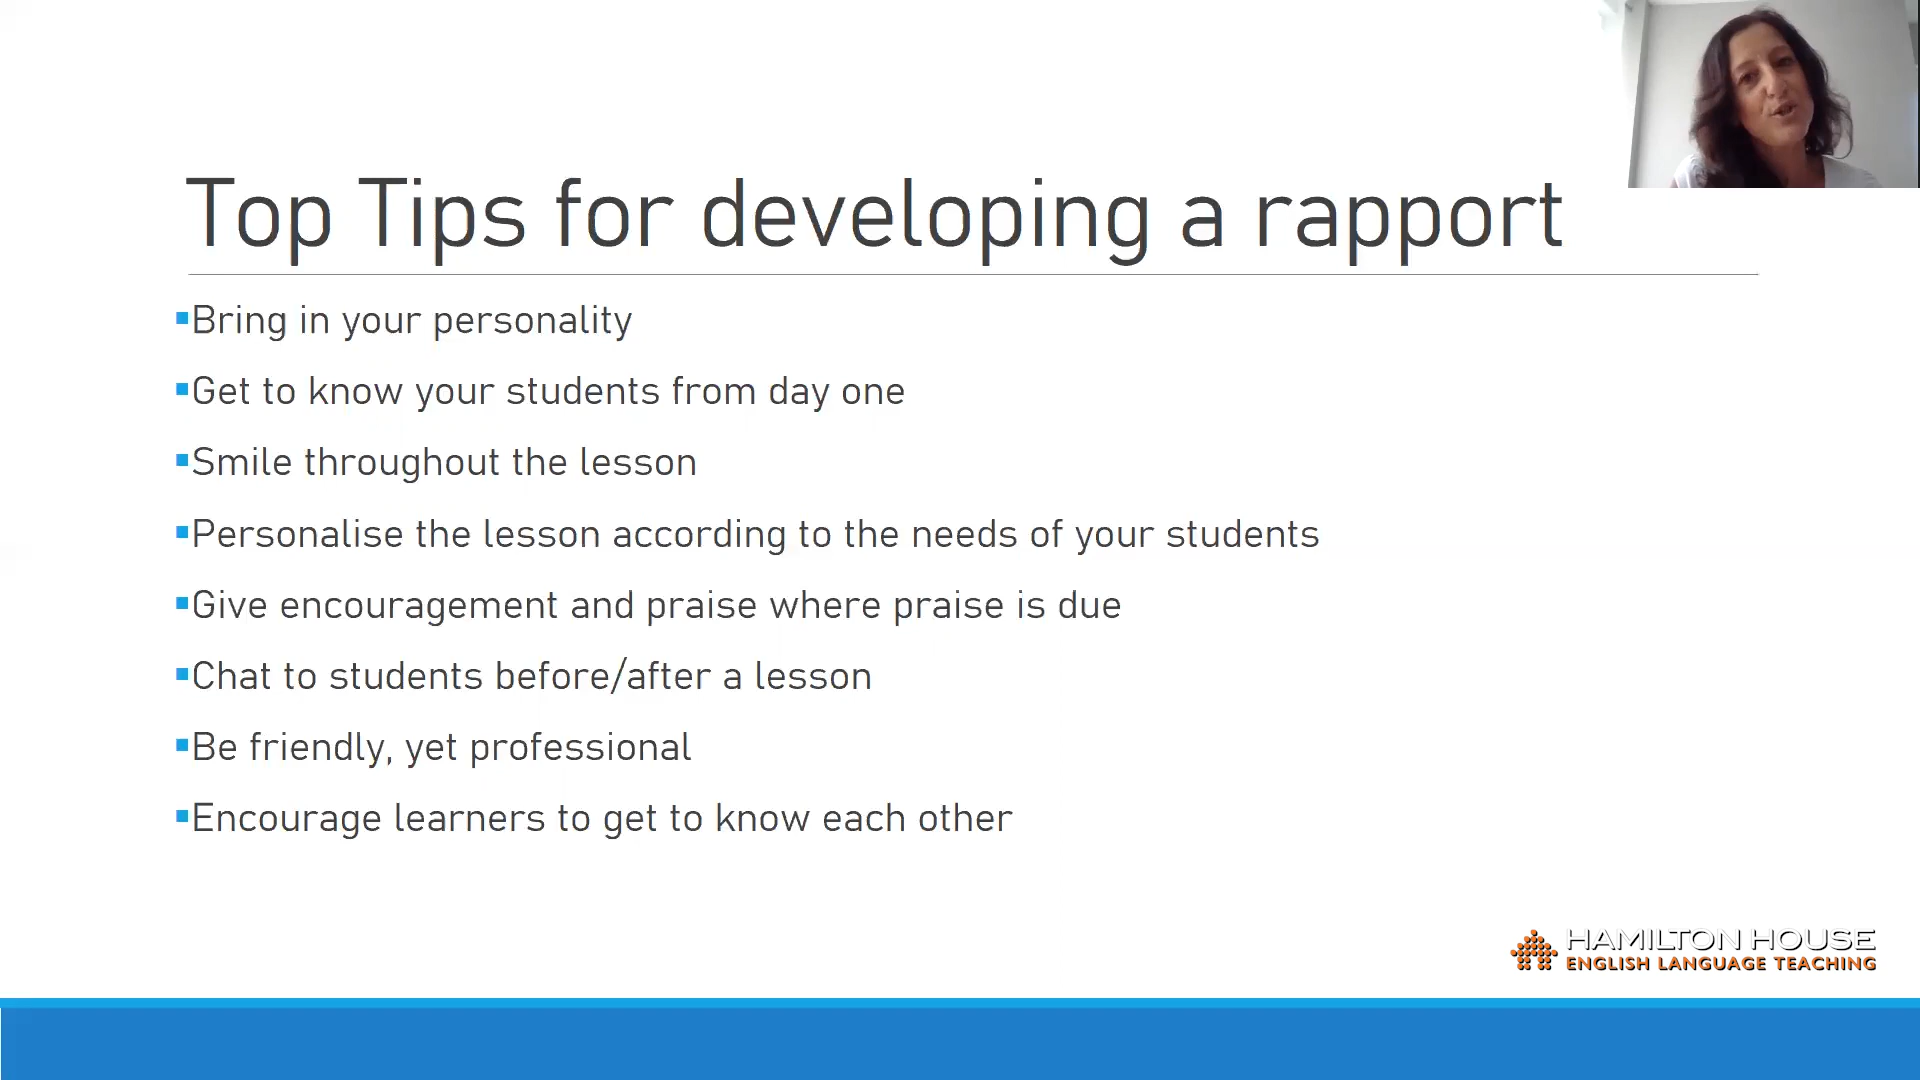 Top Tips for developing a rapport
Bring in your personality
Get to know your students from day one
Smile throughout the lesson
Personalise the lesson according to the needs of your students
Give encouragement and praise where praise is due
Chat to students before/after a lesson
Be friendly, yet professional
Encourage learners to get to know each other
HAMILTON HOUSE
ENGLISH LANGUAGE TEACHING